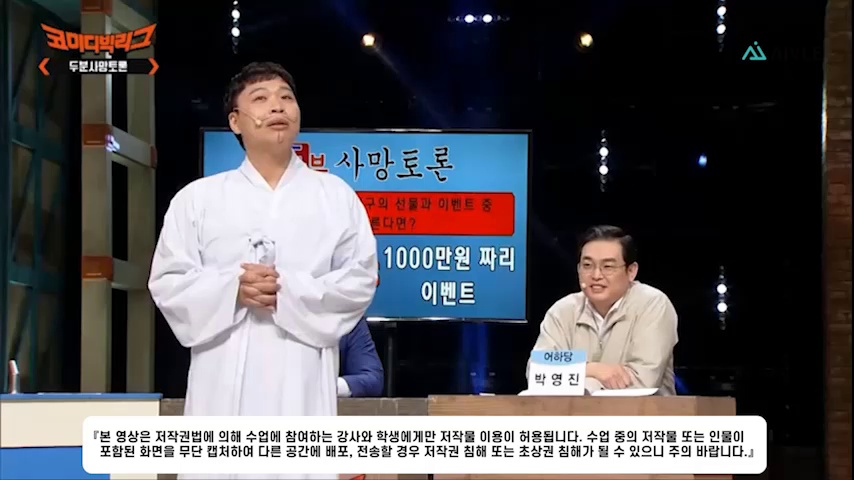 코미디빅리그
두분사망토론
분 사망토론
구의 선물과 이벤트 중
른다면?
1000만원 짜리
이벤트
어하당
박영진
『본 영상은 저작권법에 의해 수업에 참여하는 강사와 학생에게만 저작물 이용이 허용됩니다. 수업 중의 저작물 또는 인물이
포함된 화면을 무단 캡처하여 다른 공간에 배포, 전송할 경우 저작권 침해 또는 초상권 침해가 될 수 있으니 주의 바랍니다.』